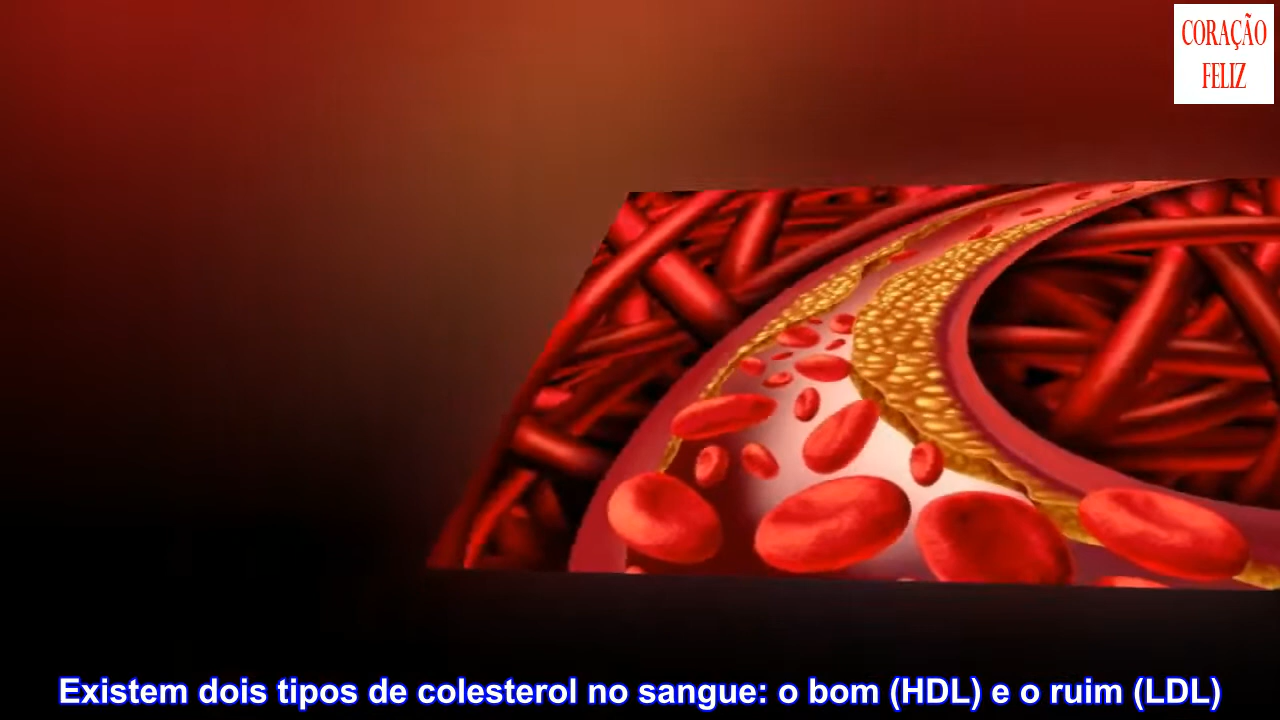 CORAÇÃO
FELIZ
Existem dois tipos de colesterol no sangue: o bom (HDL) e o ruim (LDL)